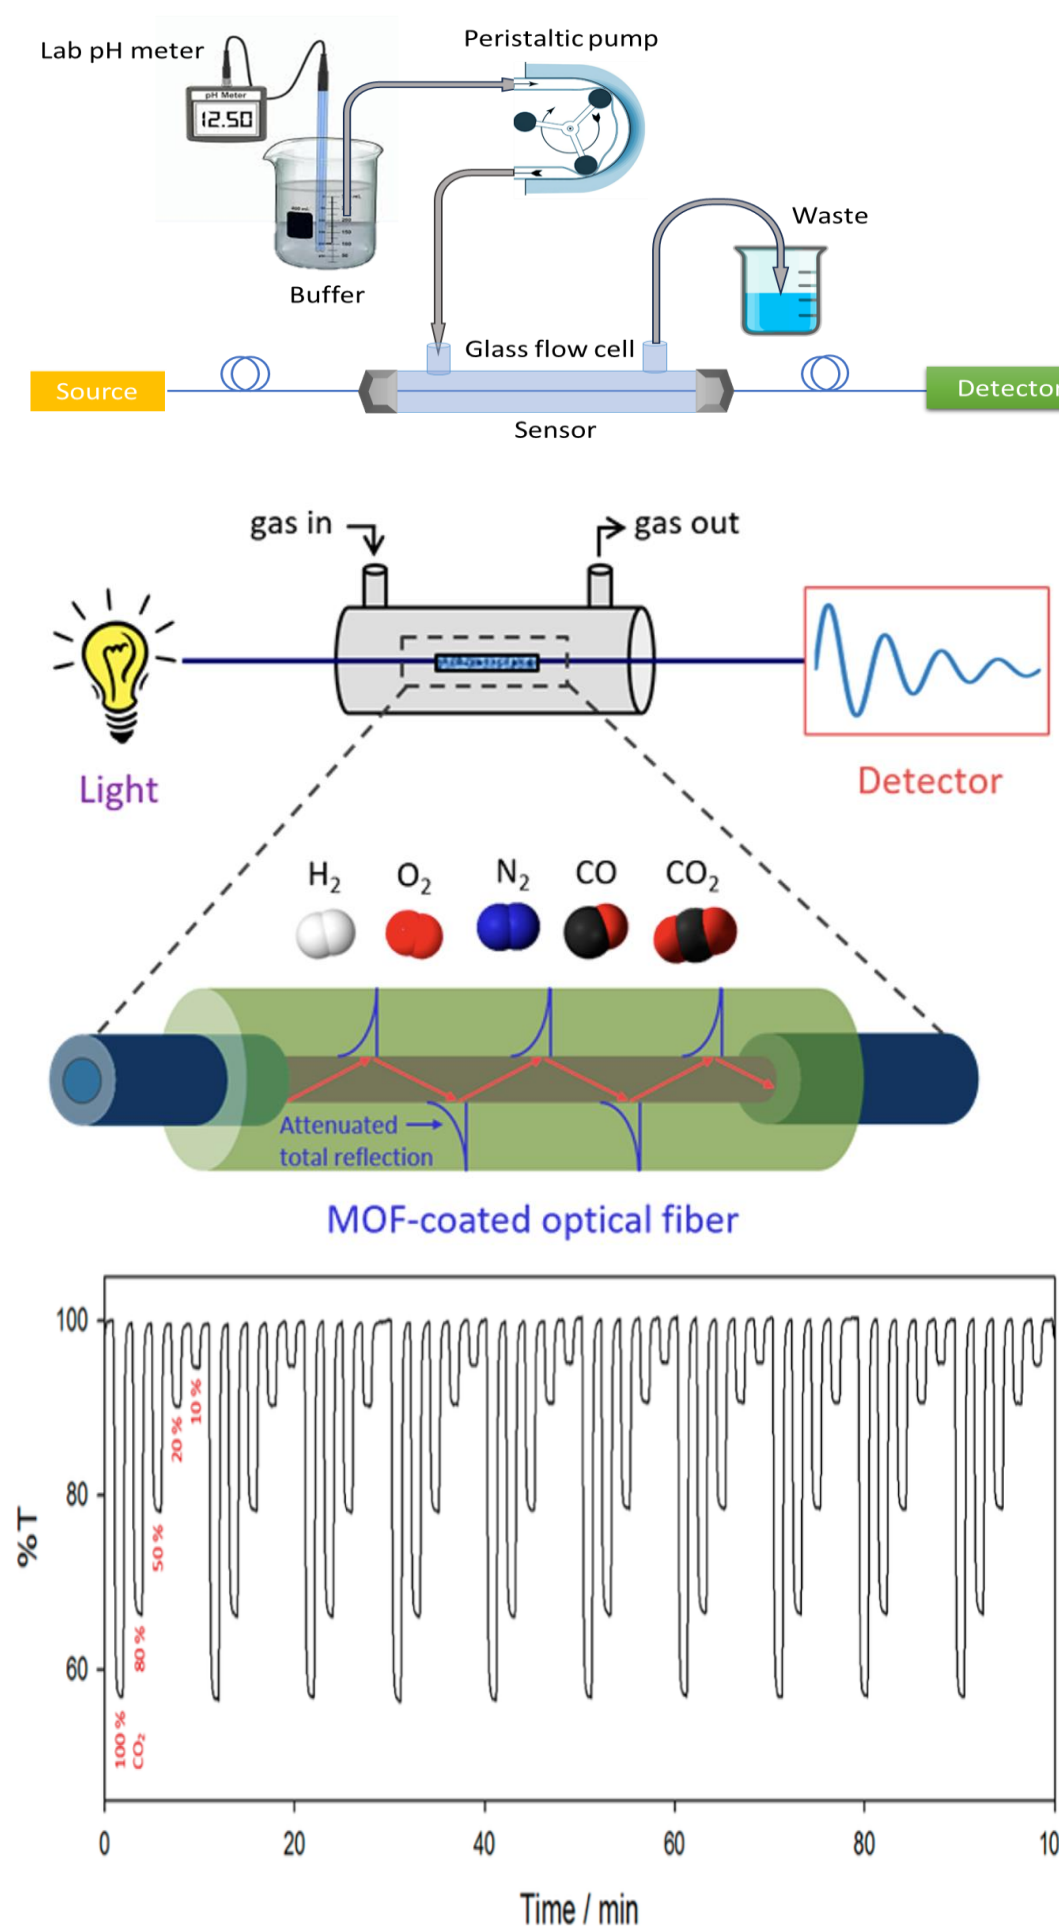 Lab pH meter
Peristaltic pump
pH Meter
12.50
Waste
Buffer
Glass flow cell
Source
Detector
Sensor
gas in
gas out
Light
Detector
H₂
O₂
N₂
CO
CO₂
Attenuated
total reflection
MOF-coated optical fiber
100
80
60
%T
10 %
20 %
50 %
80 %
100 %
CO₂
0
20
40
60
80
10
Time / min